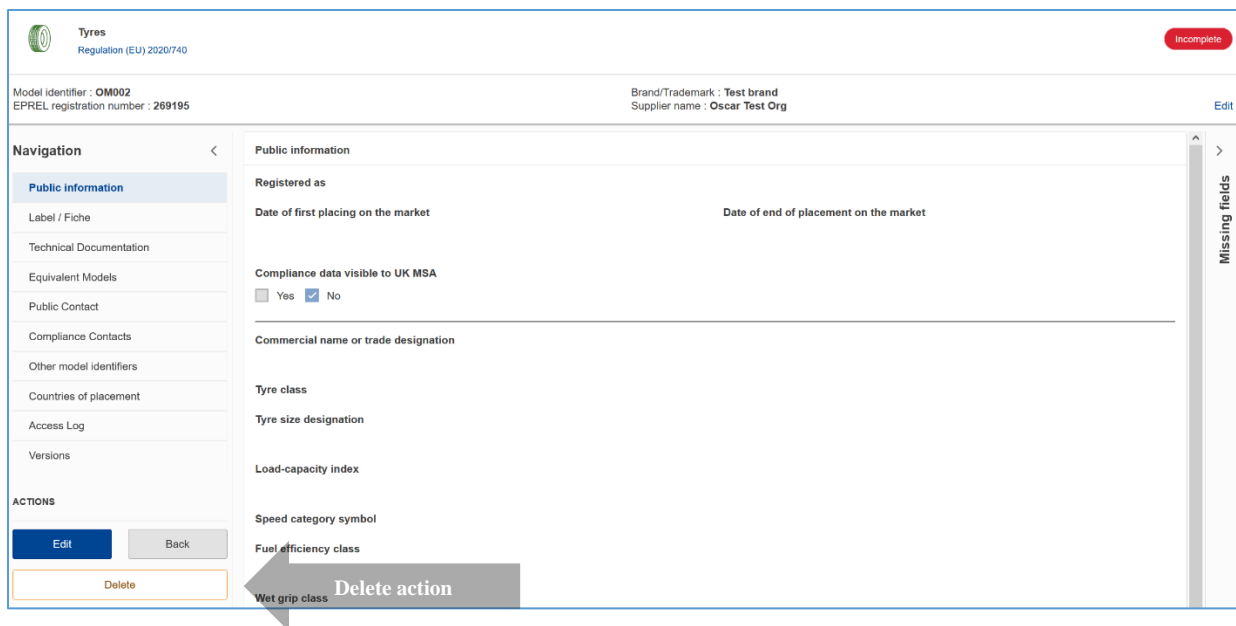 Tyres
Regulation (EU) 2020/740
Incomplete
Model identifier : OM002
EPREL registration number : 269195
Brand/Trademark : Test brand
Supplier name : Oscar Test Org
Edit
Navigation
Public information
Label / Fiche
Technical Documentation
Equivalent Models
Public Contact
Compliance Contacts
Other model identifiers
Countries of placement
Access Log
Versions
ACTIONS
Edit
Back
Delete
Public information
Registered as
Date of first placing on the market
Date of end of placement on the market
Compliance data visible to UK MSA
Yes
No
Commercial name or trade designation
Tyre class
Tyre size designation
Load-capacity index
Speed category symbol
Fuel efficiency class
Wet grip class
Delete action
Missing fields